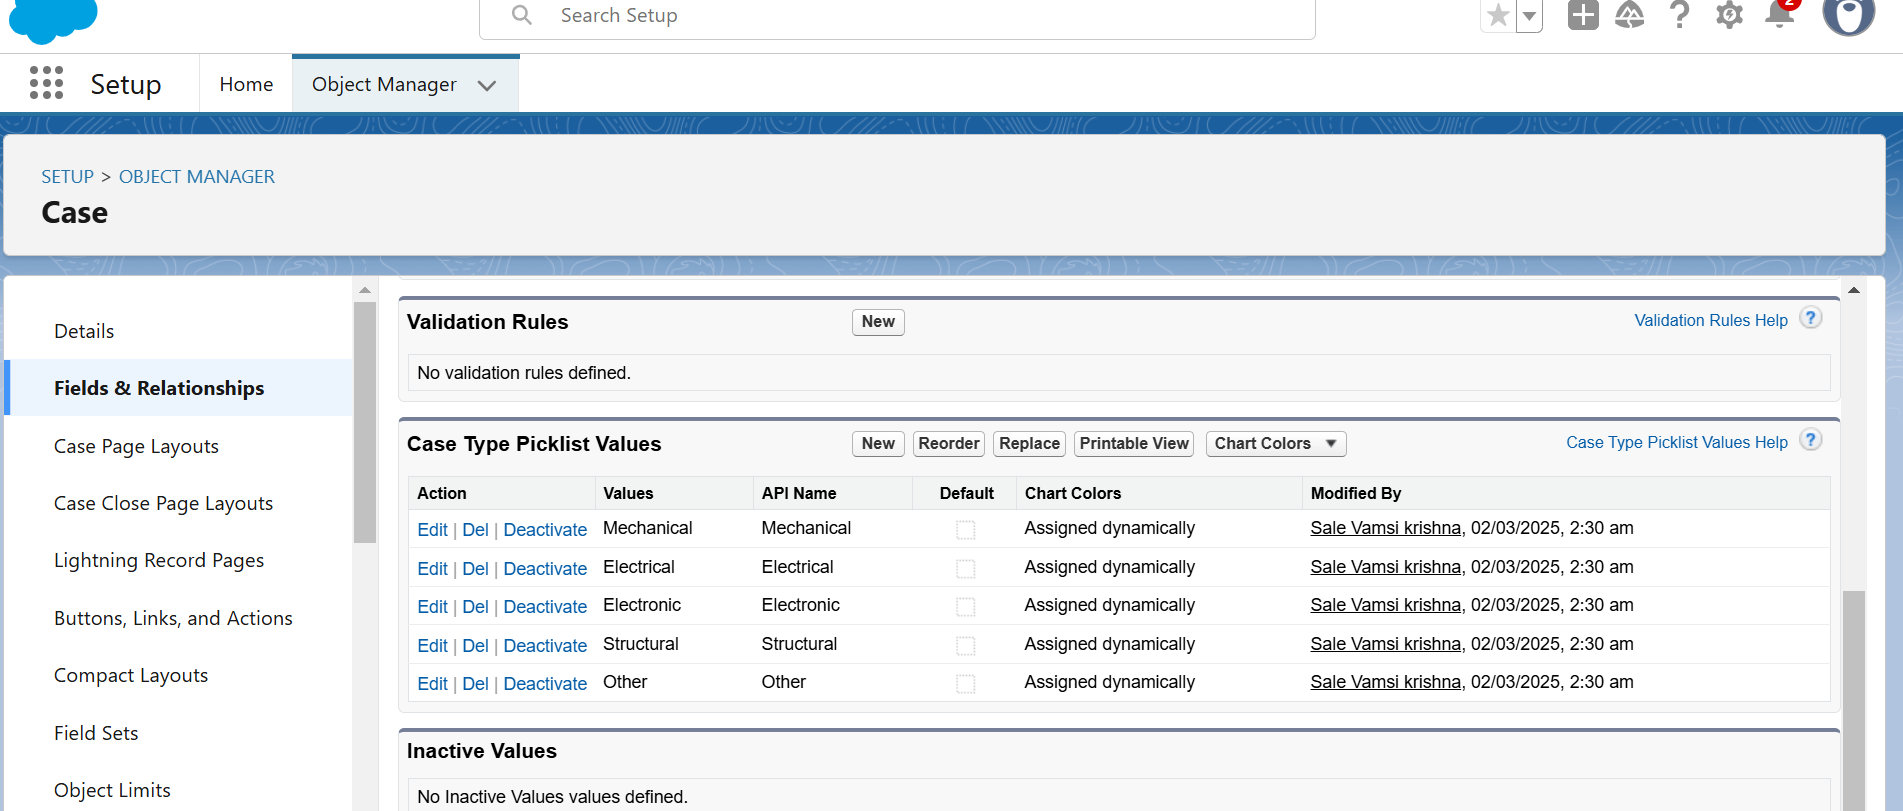 Search Setup
2
Setup
Home
Object Manager
SETUP > OBJECT MANAGER
Case
Details
Fields & Relationships
Case Page Layouts
Case Close Page Layouts
Lightning Record Pages
Buttons, Links, and Actions
Compact Layouts
Field Sets
Object Limits
Validation Rules New Validation Rules Help ?
No validation rules defined.
Case Type Picklist Values New Reorder Replace Printable View Chart Colors Case Type Picklist Values Help ?
Action Values API Name Default Chart Colors Modified By
Edit | Del | Deactivate Mechanical Mechanical Assigned dynamically Sale Vamsi krishna, 02/03/2025, 2:30 am
Edit | Del | Deactivate Electrical Electrical Assigned dynamically Sale Vamsi krishna, 02/03/2025, 2:30 am
Edit | Del | Deactivate Electronic Electronic Assigned dynamically Sale Vamsi krishna, 02/03/2025, 2:30 am
Edit | Del | Deactivate Structural Structural Assigned dynamically Sale Vamsi krishna, 02/03/2025, 2:30 am
Edit | Del | Deactivate Other Other Assigned dynamically Sale Vamsi krishna, 02/03/2025, 2:30 am
Inactive Values
No Inactive Values values defined.